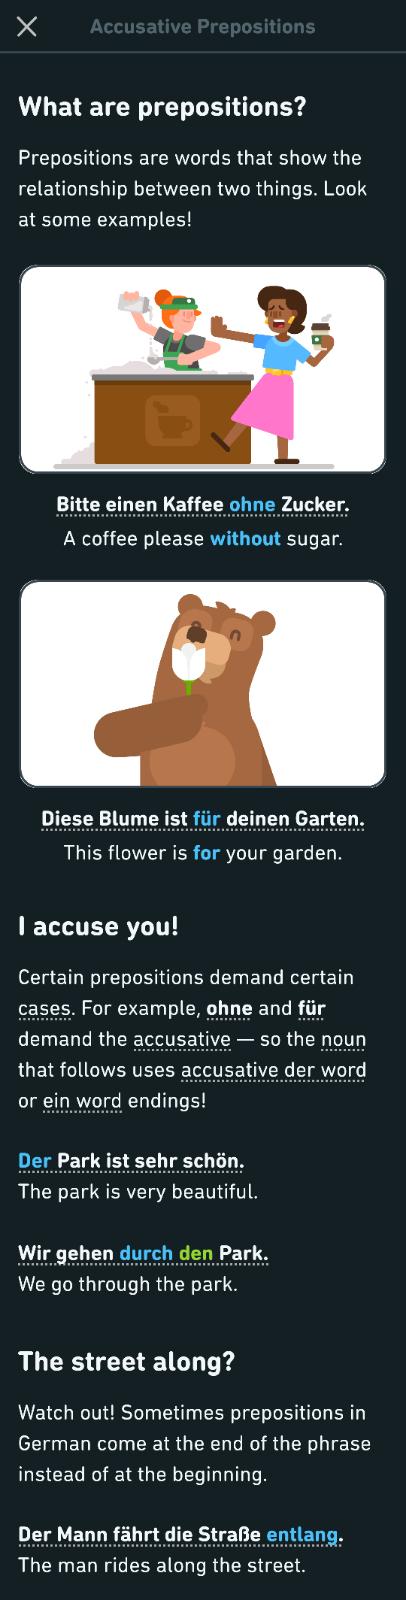 Accusative Prepositions
What are prepositions?
Prepositions are words that show the
relationship between two things. Look
at some examples!
Bitte einen Kaffee ohne Zucker.
A coffee please without sugar.
Diese Blume ist für deinen Garten.
This flower is for your garden.
I accuse you!
Certain prepositions demand certain
cases. For example, ohne and für
demand the accusative — so the noun
that follows uses accusative der word
or ein word endings!
Der Park ist sehr schön.
The park is very beautiful.
Wir gehen durch den Park.
We go through the park.
The street along?
Watch out! Sometimes prepositions in
German come at the end of the phrase
instead of at the beginning.
Der Mann fährt die Straße entlang.
The man rides along the street.